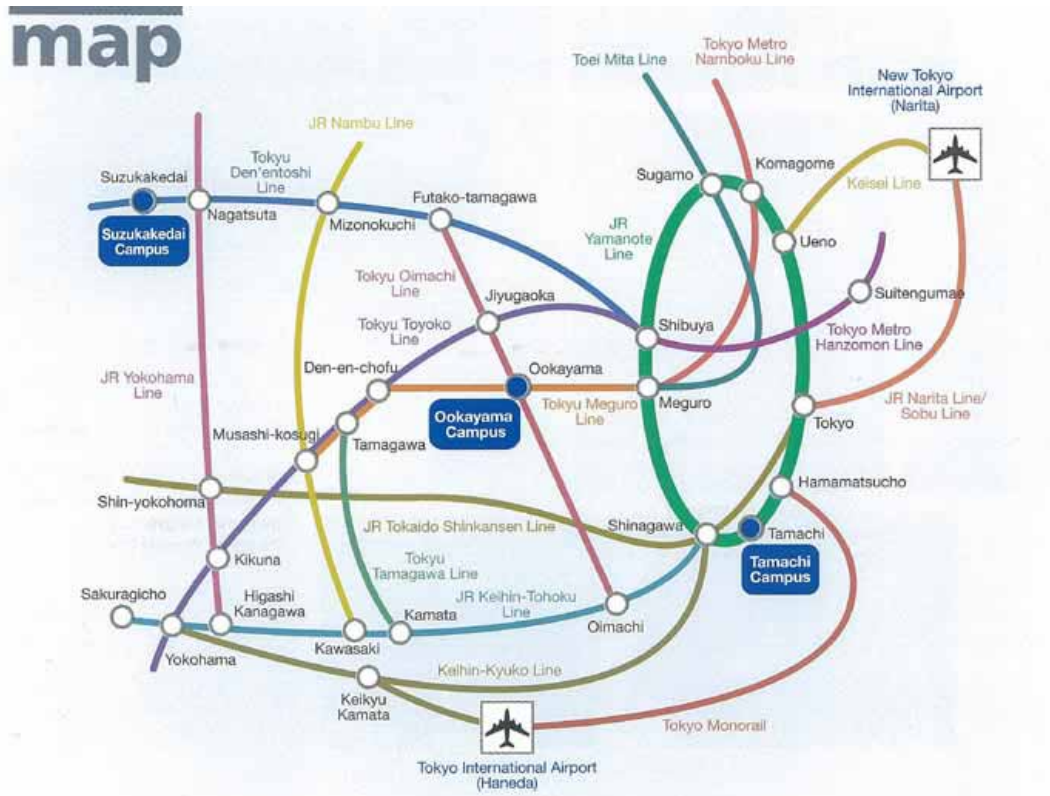 map
Toei Mita Line
Tokyo Metro
Namboku Line
New Tokyo
International Airport
(Narita)
JR Nambu Line
Tokyu
Den'entoshi
Line
Suzukakedai
Nagatsuta
Mizonokuchi
Futako-tamagawa
Sugamo
Komagome
Keisei Line
Suzukakedai
Campus
JR
Yamanote
Line
Ueno
Tokyu Oimachi
Line
Jiyugaoka
Suitengumae
Tokyu Toyoko
Line
Shibuya
Tokyo Metro
Hanzomon Line
JR Yokohama
Line
Den-en-chofu
Ookayama
Ookayama
Campus
Tokyu Meguro
Line
Meguro
JR Narita Line/
Sobu Line
Tokyo
Musashi-kosugi
Tamagawa
Shin-yokohoma
Hamamatsucho
JR Tokaido Shinkansen Line
Shinagawa
Tamachi
Tamachi
Campus
Kikuna
Tokyu
Tamagawa Line
Sakuragicho
Higashi
Kanagawa
JR Keihin-Tohoku
Line
Kamata
Oimachi
Yokohama
Kawasaki
Keihin-Kyuko Line
Keikyu
Kamata
Tokyo Monorail
Tokyo International Airport
(Haneda)